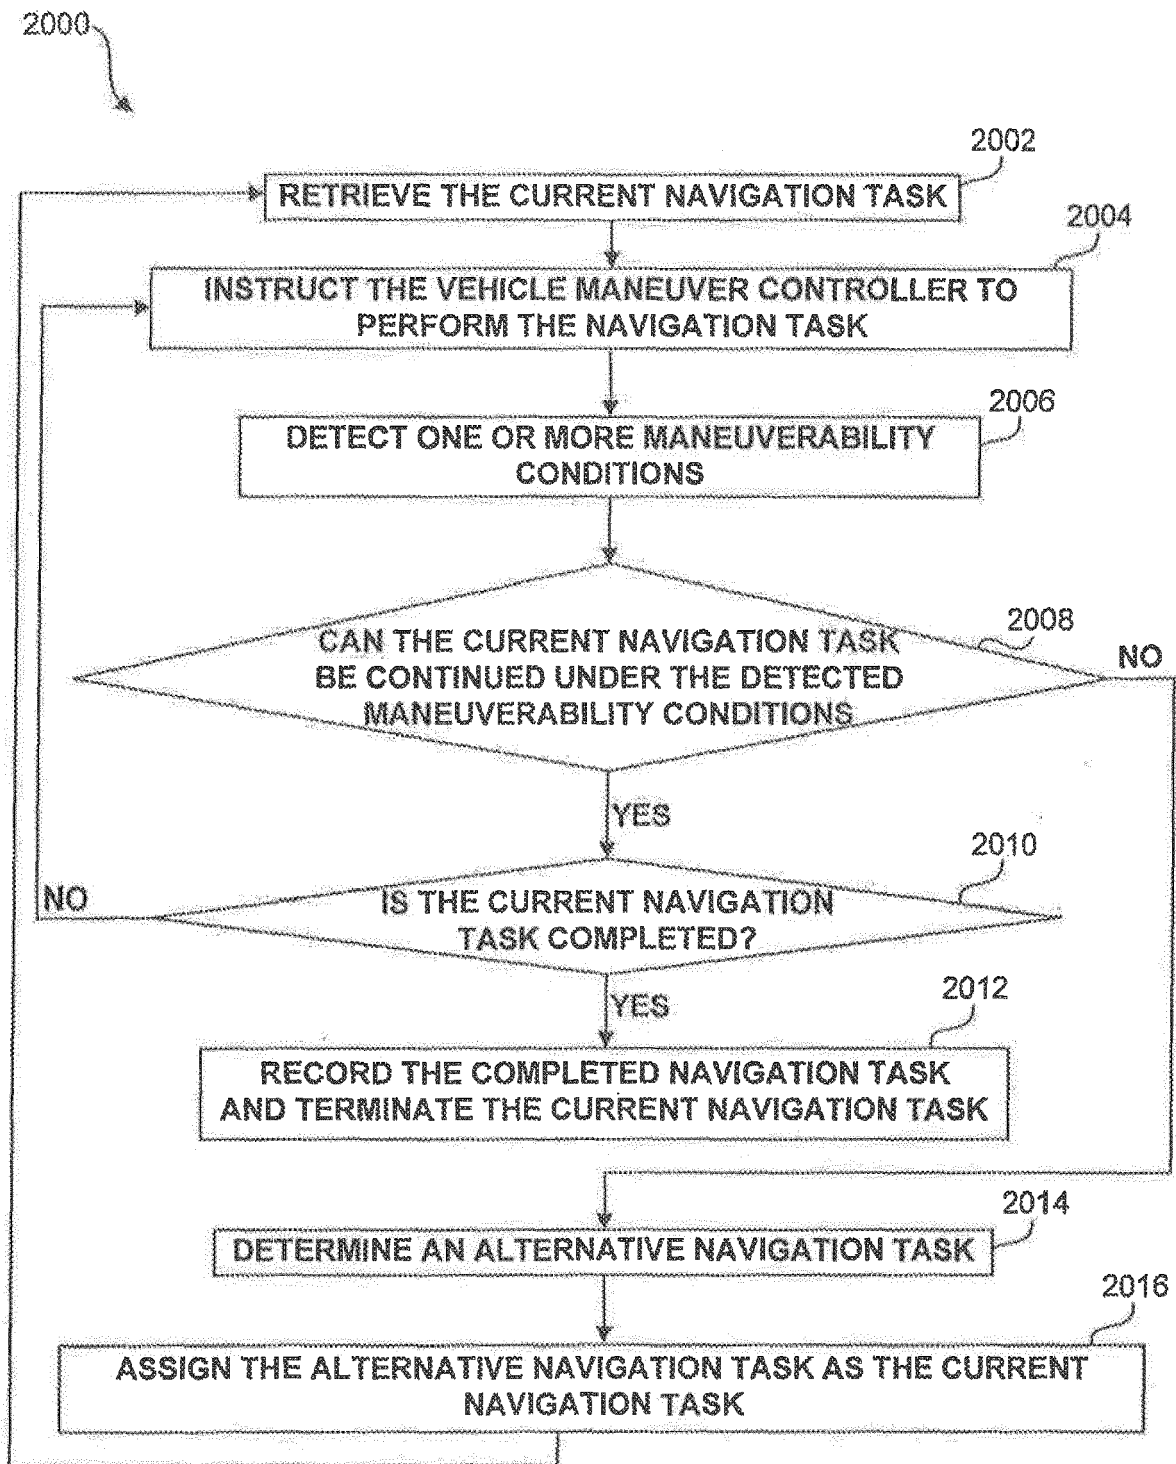 2000
2002
RETRIEVE THE CURRENT NAVIGATION TASK
2004
INSTRUCT THE VEHICLE MANEUVER CONTROLLER TO
PERFORM THE NAVIGATION TASK
2006
DETECT ONE OR MORE MANEUVERABILITY
CONDITIONS
2008
CAN THE CURRENT NAVIGATION TASK
BE CONTINUED UNDER THE DETECTED
MANEUVERABILITY CONDITIONS
NO
YES
2010
IS THE CURRENT NAVIGATION
TASK COMPLETED?
NO
YES
2012
RECORD THE COMPLETED NAVIGATION TASK
AND TERMINATE THE CURRENT NAVIGATION TASK
2014
DETERMINE AN ALTERNATIVE NAVIGATION TASK
2016
ASSIGN THE ALTERNATIVE NAVIGATION TASK AS THE CURRENT
NAVIGATION TASK